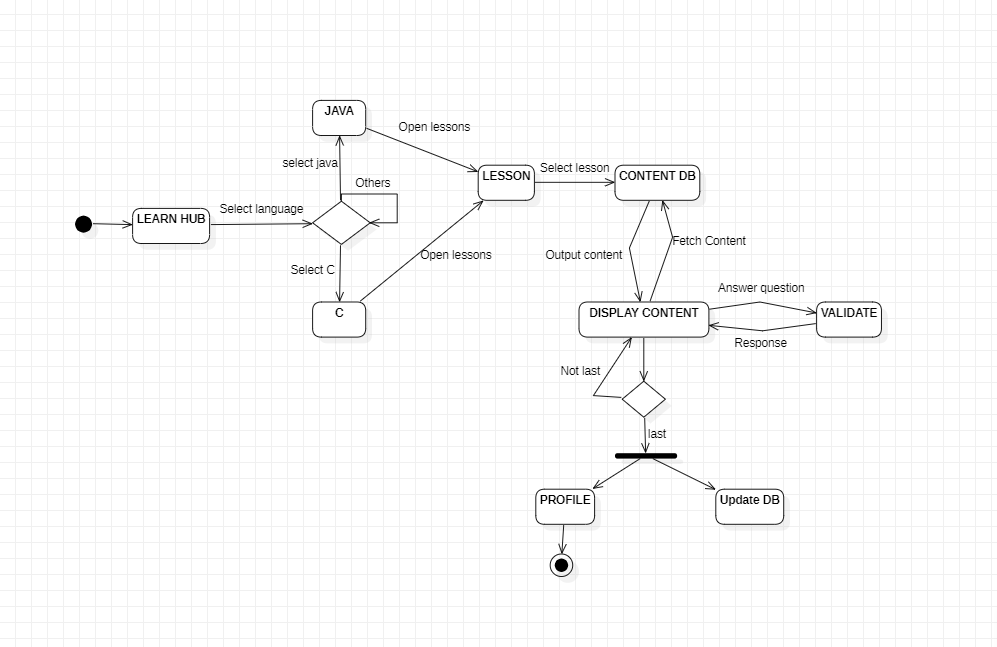 JAVA
Open lessons
select java
Others
LESSON
Select lesson
CONTENT DB
LEARN HUB
Select language
Select C
Open lessons
Output content
Fetch Content
C
DISPLAY CONTENT
Answer question
VALIDATE
Response
Not last
last
PROFILE
Update DB